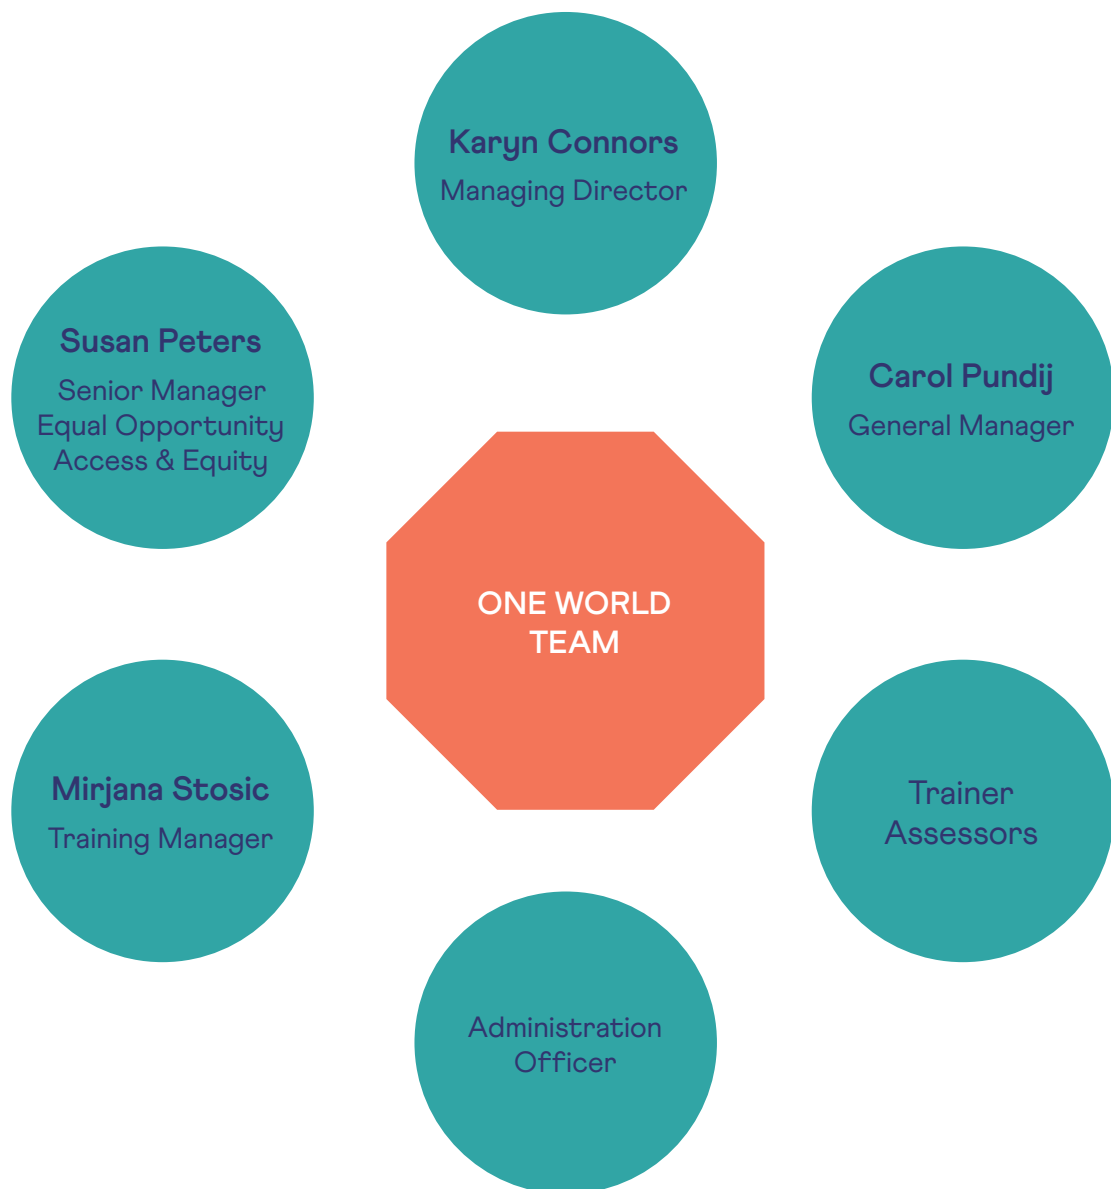 Karyn Connors
Managing Director
Susan Peters
Senior Manager
Equal Opportunity
Access & Equity
Carol Pundij
General Manager
ONE WORLD
TEAM
Mirjana Stosic
Training Manager
Trainer
Assessors
Administration
Officer